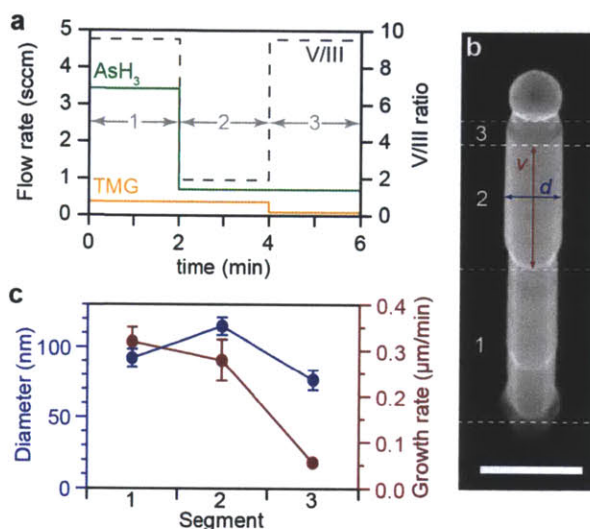 a
5
4
3
2
1
0
Flow rate (sccm)
AsH3
TMG
V/III
1
2
3
10
8
6
4
2
0
V/III ratio
0
2
4
6
time (min)
b
3
2
1
v
d
c
100
50
0
Diameter (nm)
0.4
0.3
0.2
0.1
0.0
Growth rate (μm/min)
1
2
3
Segment